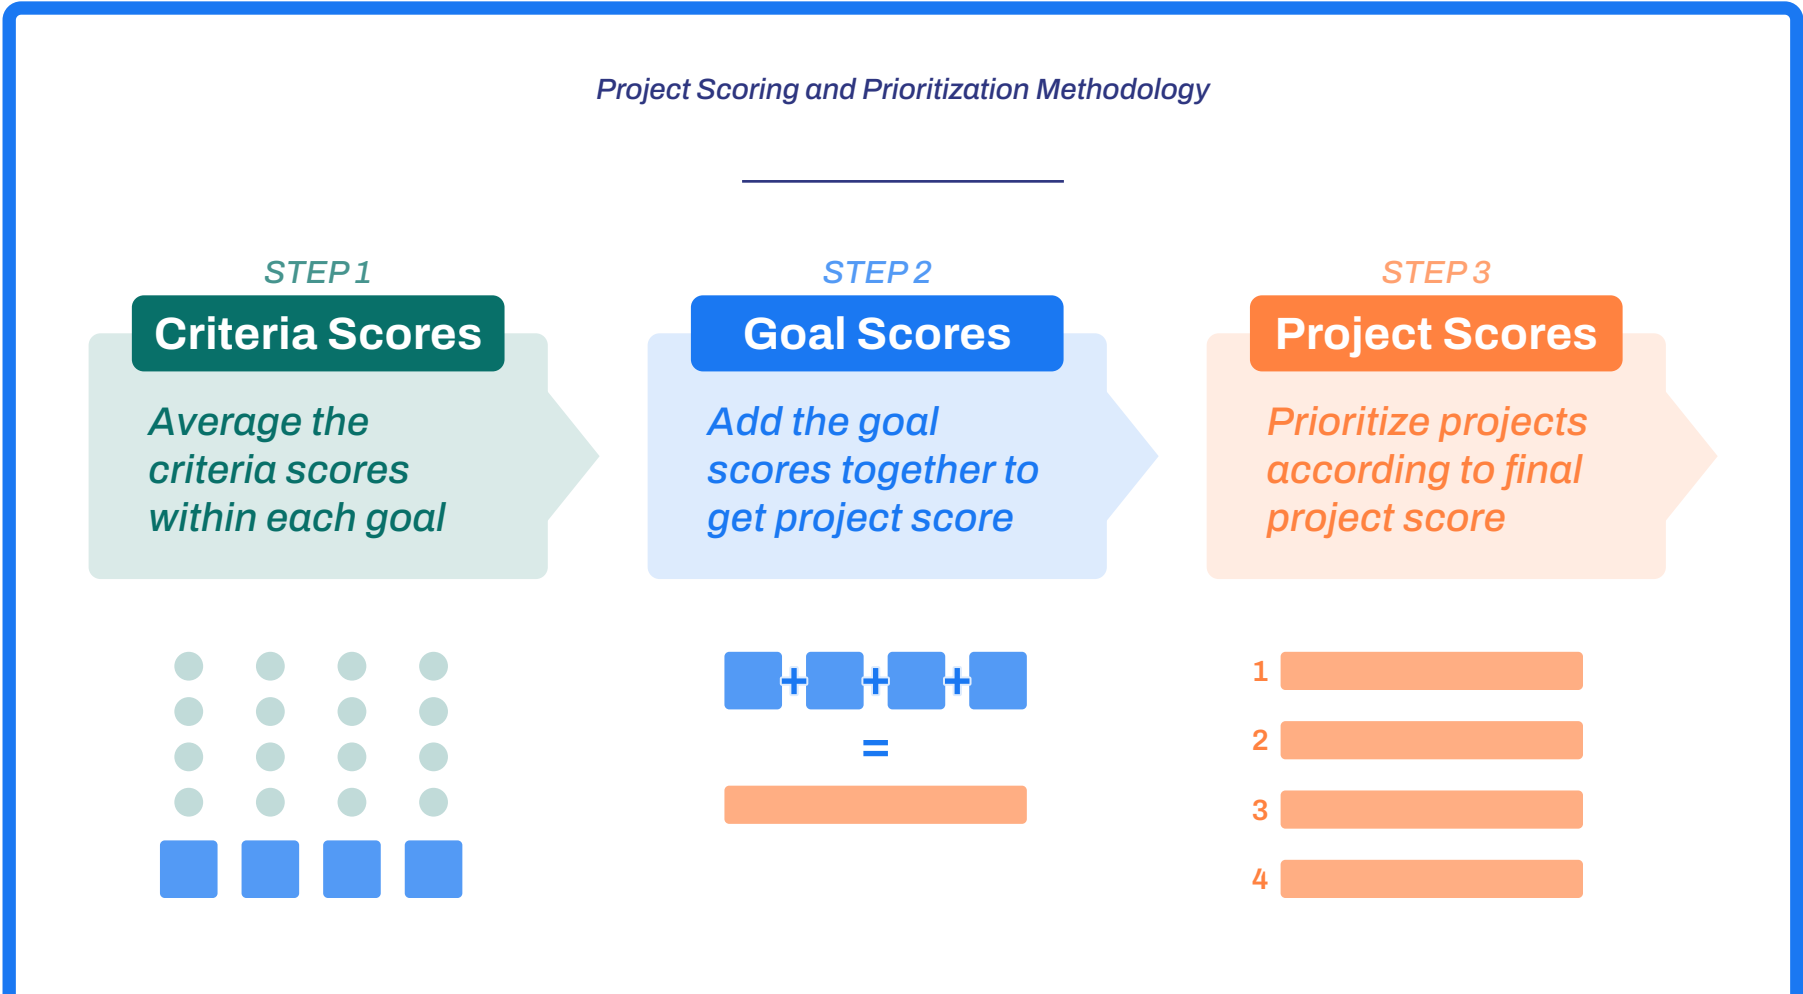 Project Scoring and Prioritization Methodology
STEP 1
Criteria Scores
Average the
criteria scores
within each goal
STEP 2
Goal Scores
Add the goal
scores together to
get project score
+ + +
=
STEP 3
Project Scores
Prioritize projects
according to final
project score
1
2
3
4